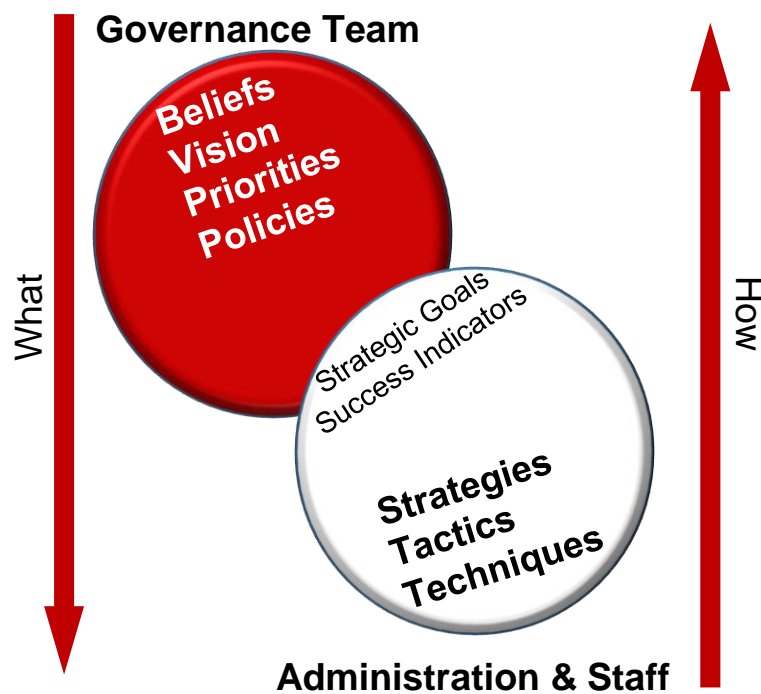 Governance Team
Beliefs
Vision
Priorities
Policies
What
How
Strategic Goals
Success Indicators
Strategies
Tactics
Techniques
Administration & Staff